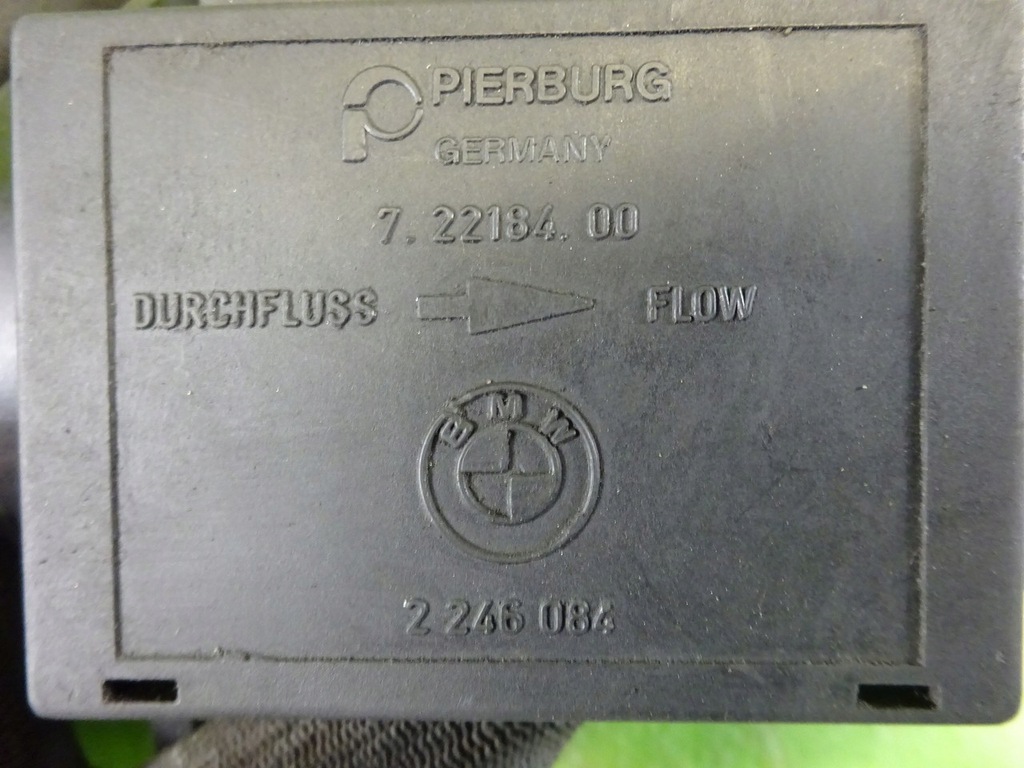 PIERBURG
GERMANY
7.22184.00
DURCHFLUSS FLOW
BMW
2 246 084